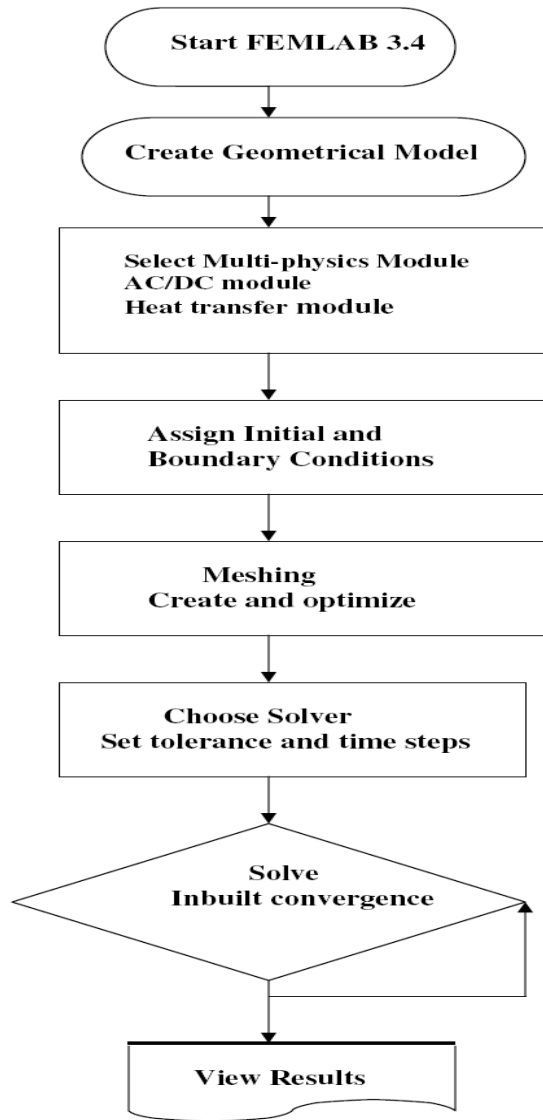 Start FEMLAB 3.4
Create Geometrical Model
Select Multi-physics Module
AC/DC module
Heat transfer module
Assign Initial and
Boundary Conditions
Meshing
Create and optimize
Choose Solver
Set tolerance and time steps
Solve
Inbuilt convergence
View Results